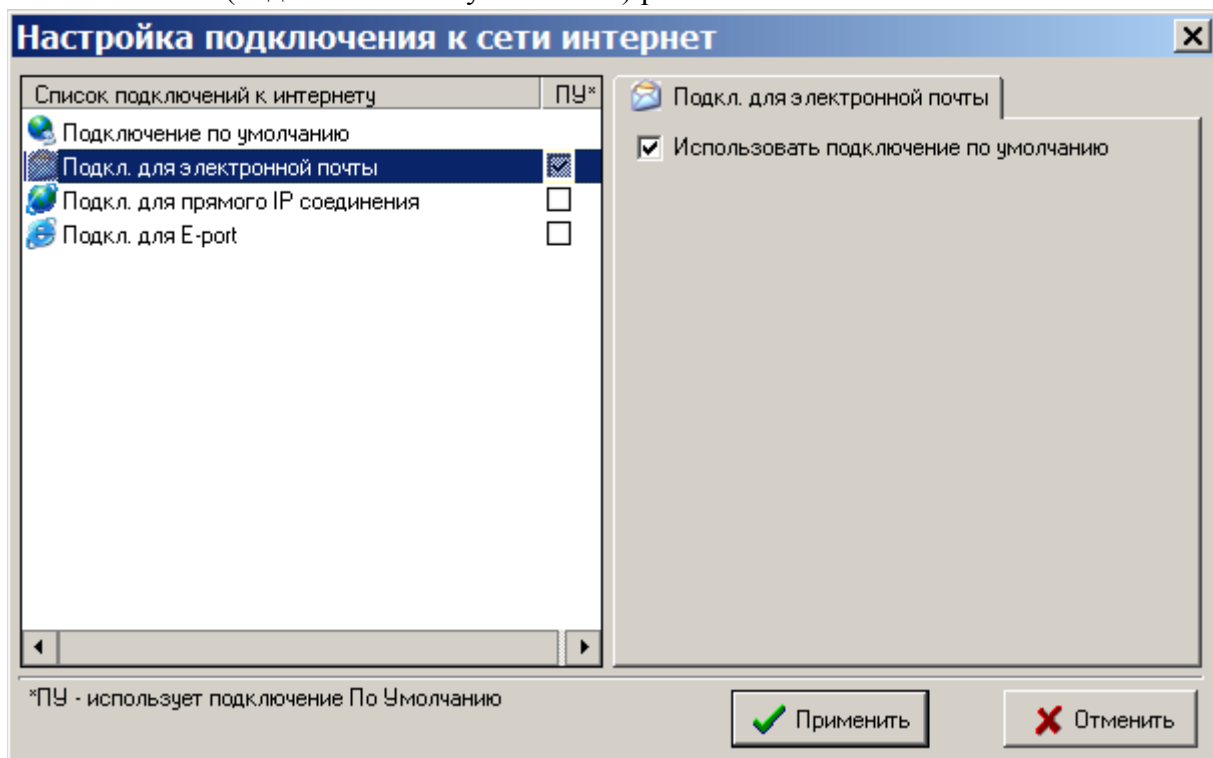 Настройка подключения к сети интернет
Список подключений к интернету ПУ*
Подключение по умолчанию
Подкл. для электронной почты
Подкл. для прямого IP соединения
Подкл. для E-port
Подкл. для электронной почты
Использовать подключение по умолчанию
*ПУ - использует подключение По Умолчанию
Применить
Отменить